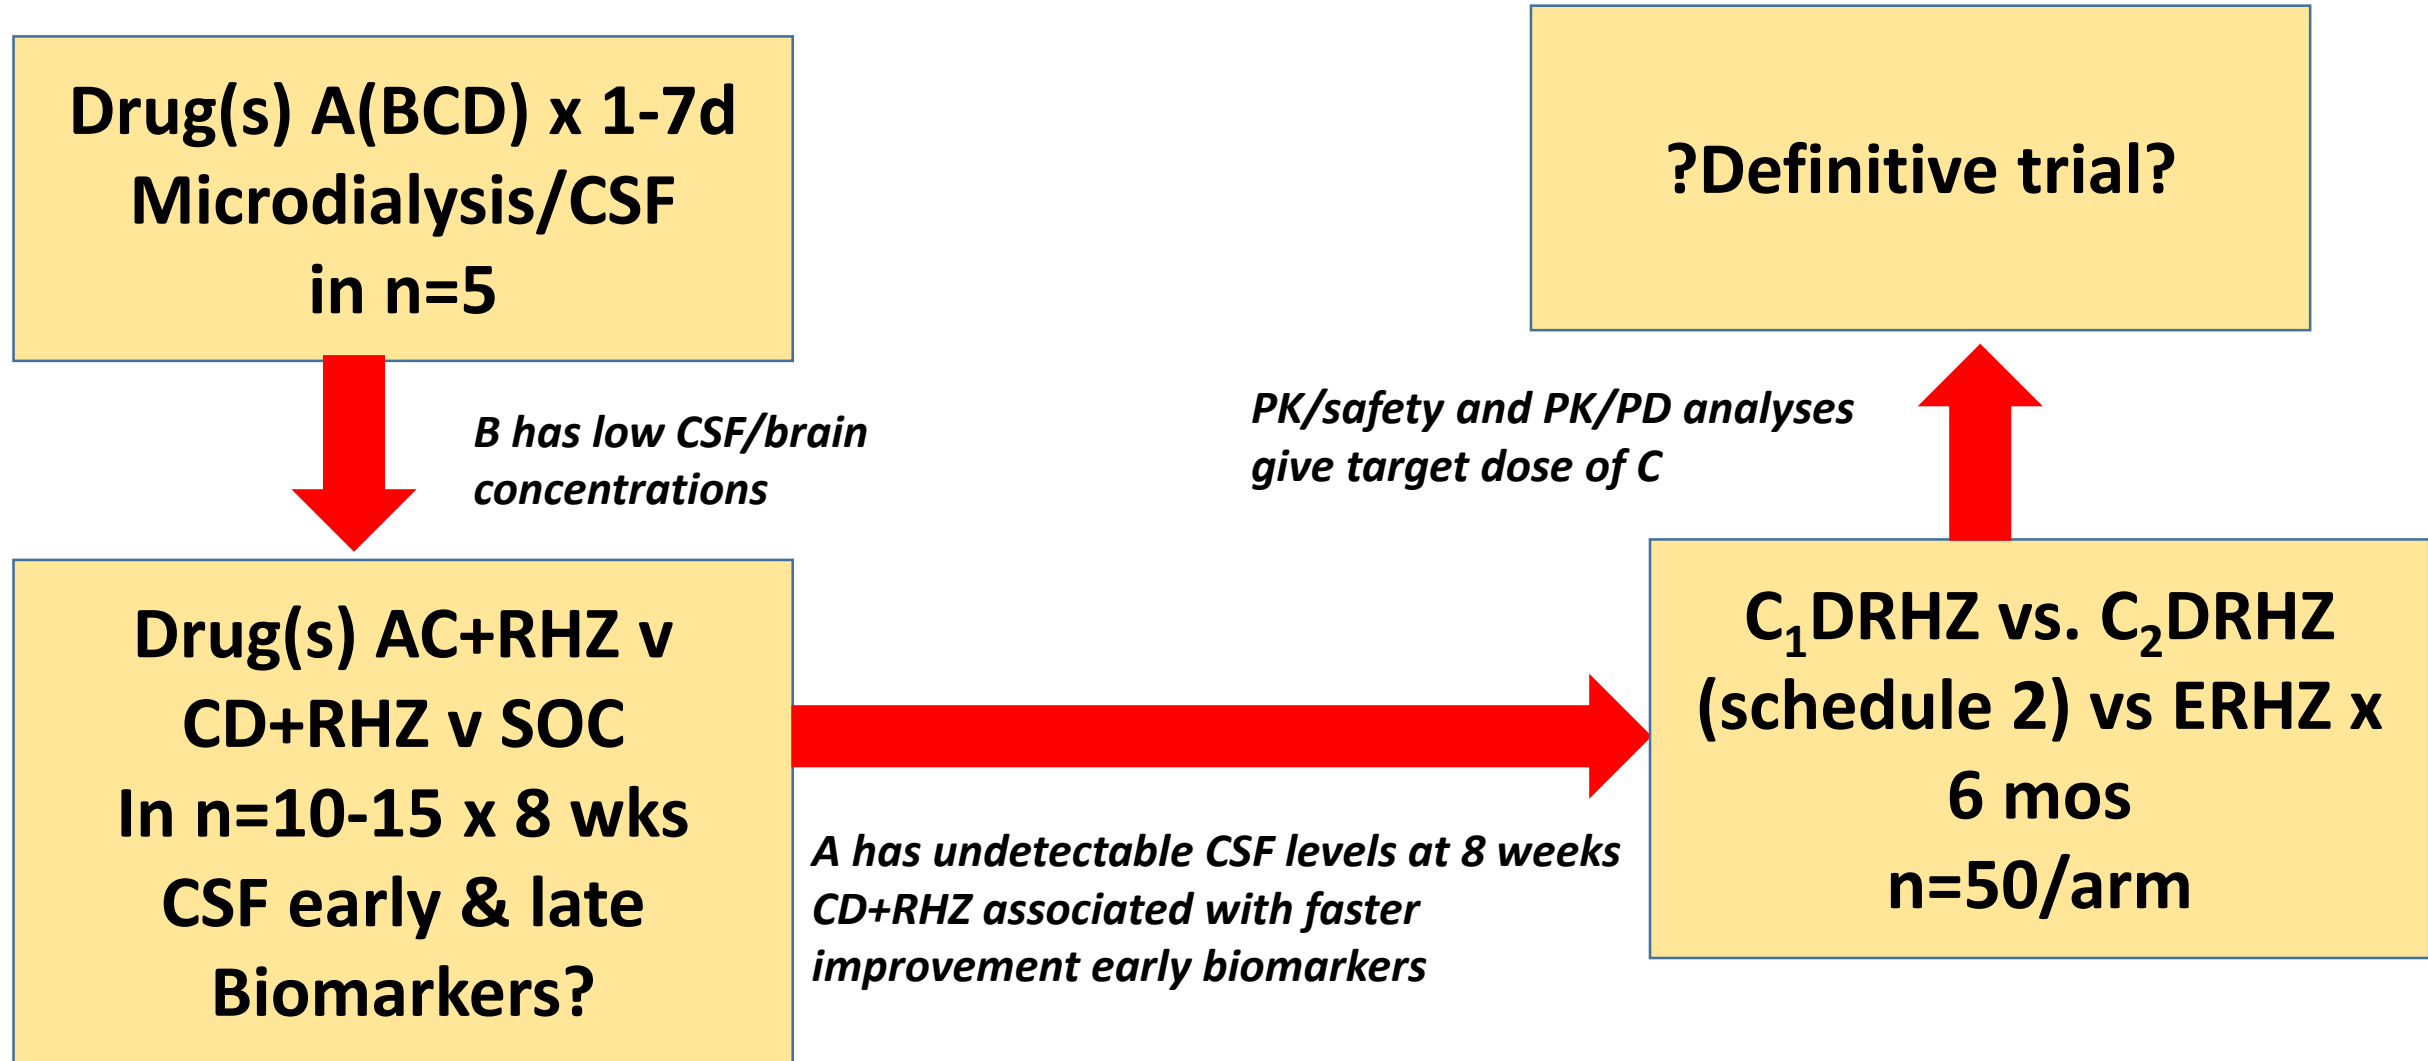 Drug(s) A(BCD) x 1-7d
Microdialysis/CSF
in n=5
B has low CSF/brain
concentrations
Drug(s) AC+RHZ v
CD+RHZ v SOC
In n=10-15 x 8 wks
CSF early & late
Biomarkers?
A has undetectable CSF levels at 8 weeks
CD+RHZ associated with faster
improvement early biomarkers
C₁DRHZ vs. C₂DRHZ
(schedule 2) vs ERHZ x
6 mos
n=50/arm
PK/safety and PK/PD analyses
give target dose of C
?Definitive trial?